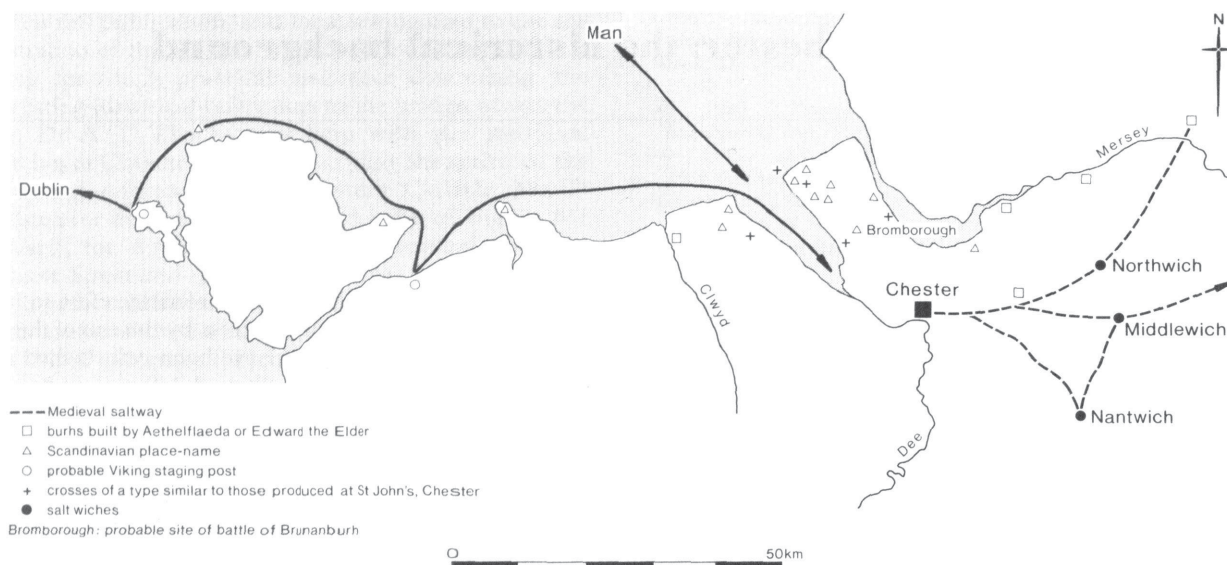 Man
N
Dublin
Mersey
Bromborough
Northwich
Chester
Clwyd
Middlewich
Nantwich
Dee
Medieval saltway
burhs built by Aethelflaeda or Edward the Elder
Scandinavian place-name
probable Viking staging post
crosses of a type similar to those produced at St John's, Chester
salt wiches
Bromborough: probable site of battle of Brunanburh
0 50km